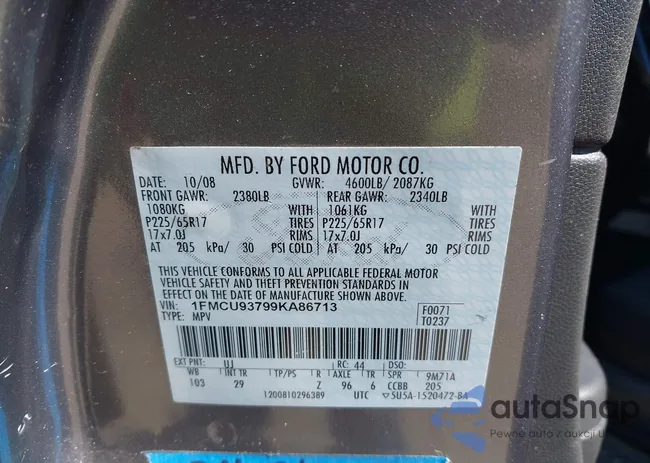 MFD. BY FORD MOTOR CO.
DATE: 10/08 GVWR: 4600LB/ 2087KG
FRONT GAWR: 2380LB REAR GAWR: 2340LB
1080KG WITH 1061KG WITH
P225/65R17 TIRES P225/65R17 TIRES
17x7.0J RIMS 17x7.0J RIMS
AT 205 kPa/ 30 PSI COLD AT 205 kPa/ 30 PSI COLD
THIS VEHICLE CONFORMS TO ALL APPLICABLE FEDERAL MOTOR
VEHICLE SAFETY AND THEFT PREVENTION STANDARDS IN
EFFECT ON THE DATE OF MANUFACTURE SHOWN ABOVE.
VIN: 1FMCU93799KA86713 F0071
TYPE: MPV T0237
EXT PNT: UJ RC: 44 DSO:
WB INT TR TP/PS R AXLE TR SPR 9M71A
103 29 Z 96 6 CCBB 205
1200810296389 UTC ▽5U5A-1520472-BA
autoSnap
Pewne auto z aukcji U